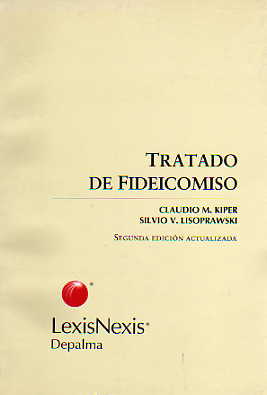 TRATADO
DE FIDEICOMISO
CLAUDIO M. KIPER
SILVIO V. LISOPRAWSKI
SEGUNDA EDICIÓN ACTUALIZADA
LexisNexis®
Depalma